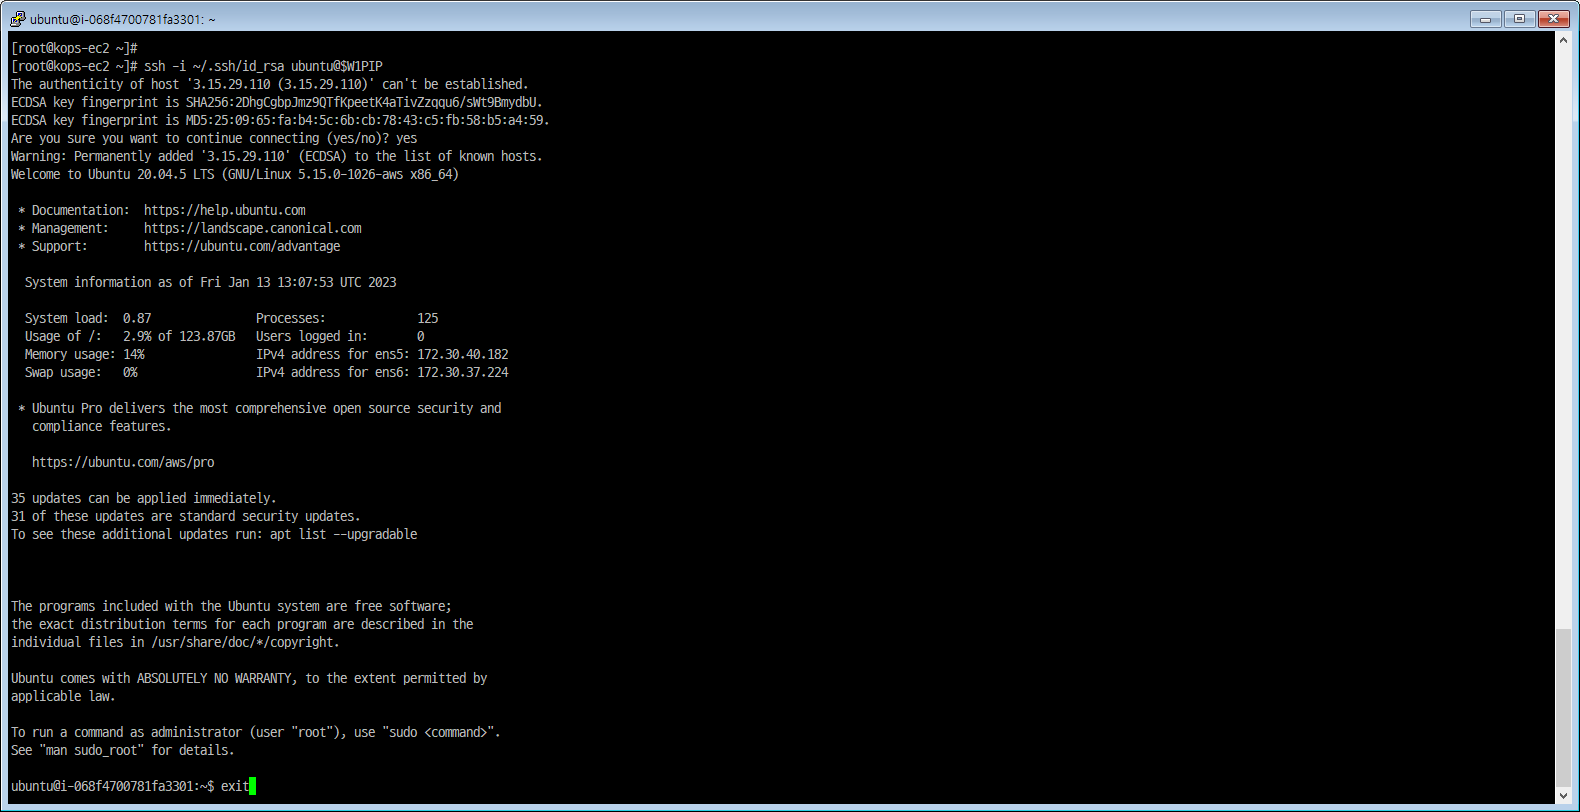 ubuntu@i-068f4700781fa3301: ~
[root@kops-ec2 ~]#
[root@kops-ec2 ~]# ssh -i ~/.ssh/id_rsa ubuntu@$W1PIP
The authenticity of host '3.15.29.110 (3.15.29.110)' can't be established.
ECDSA key fingerprint is SHA256:2DhgCgbpJmz9QTfKpeetK4aTivZzqqu6/sWt9BmydbU.
ECDSA key fingerprint is MD5:25:09:65:fa:b4:5c:6b:cb:78:43:c5:fb:58:b5:a4:59.
Are you sure you want to continue connecting (yes/no)? yes
Warning: Permanently added '3.15.29.110' (ECDSA) to the list of known hosts.
Welcome to Ubuntu 20.04.5 LTS (GNU/Linux 5.15.0-1026-aws x86_64)
* Documentation:  https://help.ubuntu.com
* Management:     https://landscape.canonical.com
* Support:        https://ubuntu.com/advantage
System information as of Fri Jan 13 13:07:53 UTC 2023
System load:  0.87               Processes:             125
Usage of /:   2.9% of 123.87GB   Users logged in:       0
Memory usage: 14%                IPv4 address for ens5: 172.30.40.182
Swap usage:   0%                 IPv4 address for ens6: 172.30.37.224
* Ubuntu Pro delivers the most comprehensive open source security and
compliance features.
https://ubuntu.com/aws/pro
35 updates can be applied immediately.
31 of these updates are standard security updates.
To see these additional updates run: apt list --upgradable
The programs included with the Ubuntu system are free software;
the exact distribution terms for each program are described in the
individual files in /usr/share/doc/*/copyright.
Ubuntu comes with ABSOLUTELY NO WARRANTY, to the extent permitted by
applicable law.
To run a command as administrator (user "root"), use "sudo <command>".
See "man sudo_root" for details.
ubuntu@i-068f4700781fa3301:~$ exit